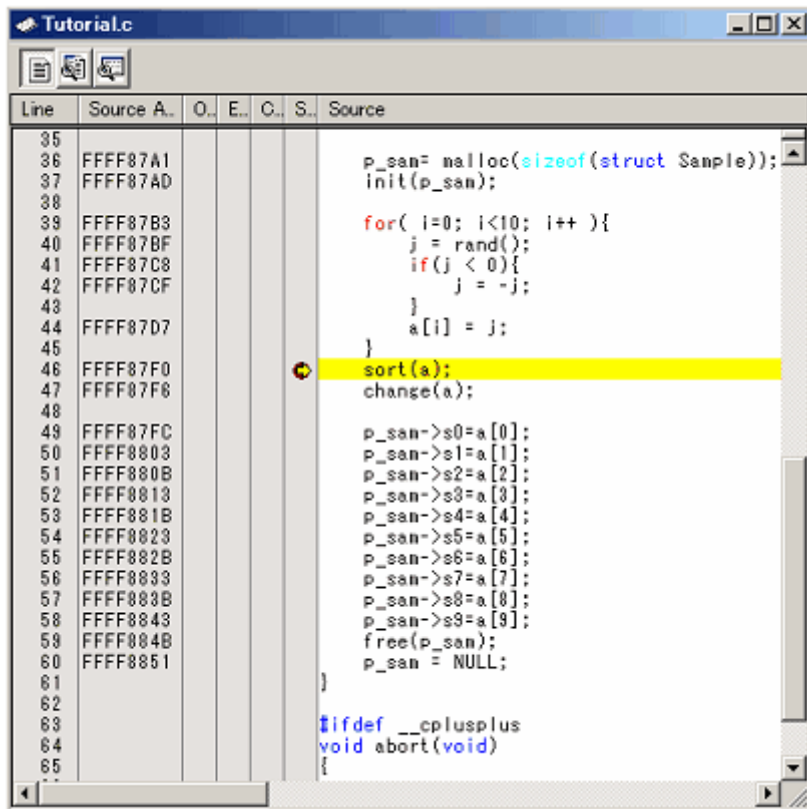 Tutorial.c
Line Source A.. O.. E.. C.. S.. Source
35
36 FFFF87A1 p_sam= malloc(sizeof(struct Sample));
37 FFFF87AD init(p_sam);
38
39 FFFF87B3 for( i=0; i<10; i++ ){
40 FFFF87BF j = rand();
41 FFFF87C8 if(j < 0){
42 FFFF87CF j = -j;
43 }
44 FFFF87D7 a[i] = j;
45 }
46 FFFF87F0 sort(a);
47 FFFF87F6 change(a);
48
49 FFFF87FC p_sam->s0=a[0];
50 FFFF8803 p_sam->s1=a[1];
51 FFFF880B p_sam->s2=a[2];
52 FFFF8813 p_sam->s3=a[3];
53 FFFF881B p_sam->s4=a[4];
54 FFFF8823 p_sam->s5=a[5];
55 FFFF882B p_sam->s6=a[6];
56 FFFF8833 p_sam->s7=a[7];
57 FFFF883B p_sam->s8=a[8];
58 FFFF8843 p_sam->s9=a[9];
59 FFFF884B free(p_sam);
60 FFFF8851 p_sam = NULL;
61 }
62
63 #ifdef __cplusplus
64 void abort(void)
65 {